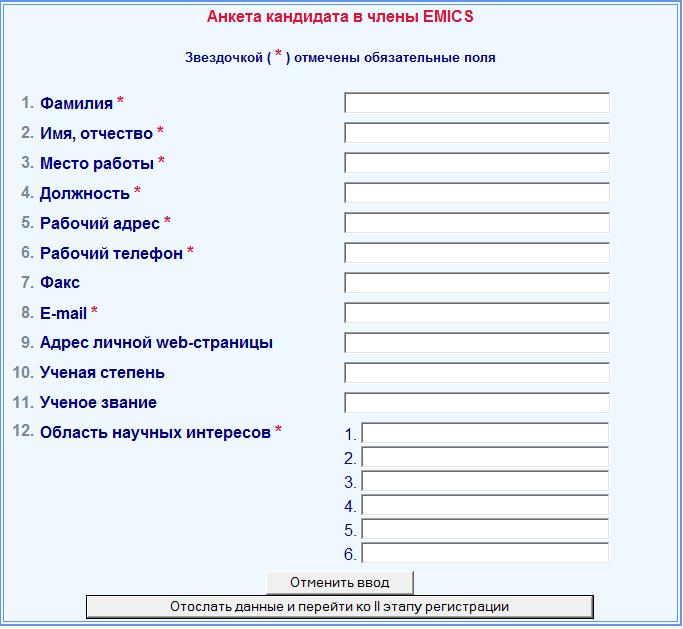 Анкета кандидата в члены EMICS
Звездочкой ( * ) отмечены обязательные поля
1. Фамилия *
2. Имя, отчество *
3. Место работы *
4. Должность *
5. Рабочий адрес *
6. Рабочий телефон *
7. Факс
8. E-mail *
9. Адрес личной web-страницы
10. Ученая степень
11. Ученое звание
12. Область научных интересов * 1.
2.
3.
4.
5.
6.
Отменить ввод
Отослать данные и перейти ко II этапу регистрации